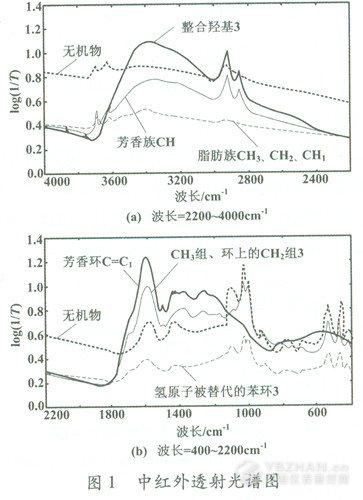 1.4
1.2
1.0
0.8
0.6
0.4
0.2
0.0
log(1/T)
整合羟基3
无机物
芳香族CH
脂肪族CH3、CH2、CH1
4000 3600 3200 2800 2400
波长/cm-1
(a) 波长=2200~4000cm-1
1.4
1.2
1.0
0.8
0.6
0.4
0.2
0.0
log(1/T)
芳香环C=C1
CH3组、环上的CH2组3
无机物
氢原子被替代的苯环3
2200 1800 1400 1000 600
波长/cm-1
(b) 波长=400~2200cm-1
图1 中红外透射光谱图
YBZHAN.CN